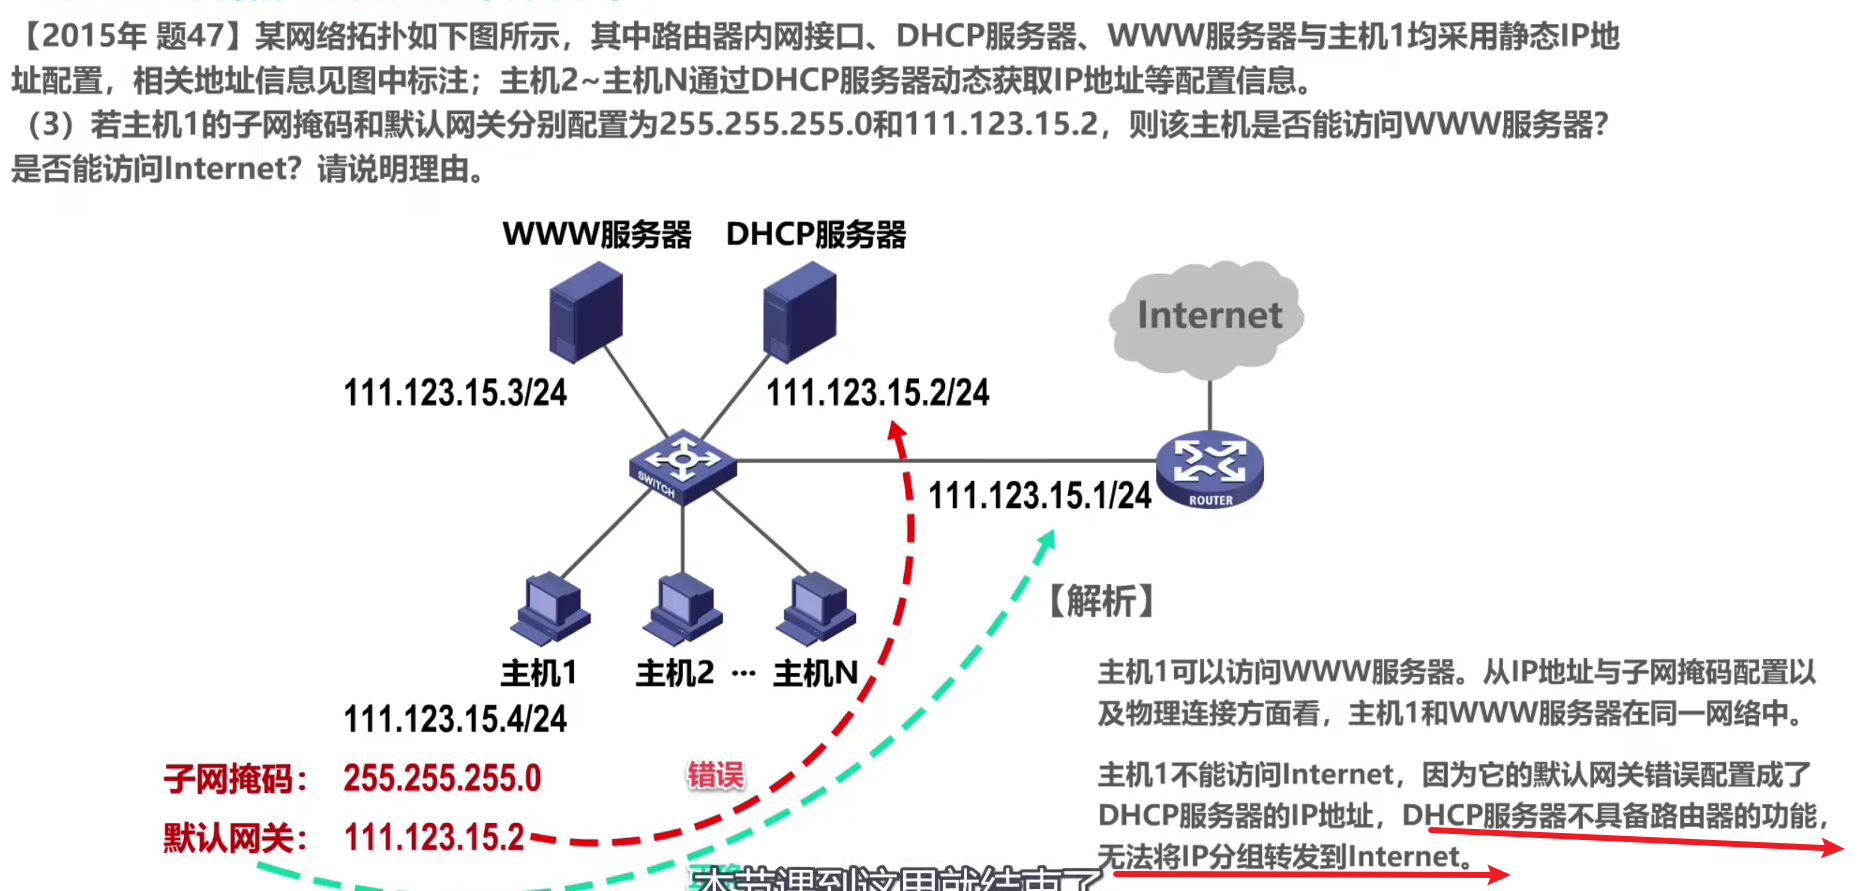 【2015年 题47】某网络拓扑如下图所示，其中路由器内网接口、DHCP服务器、WWW服务器与主机1均采用静态IP地
址配置，相关地址信息见图中标注；主机2~主机N通过DHCP服务器动态获取IP地址等配置信息。
（3）若主机1的子网掩码和默认网关分别配置为255.255.255.0和111.123.15.2，则该主机是否能访问WWW服务器？
是否能访问Internet？请说明理由。
WWW服务器 DHCP服务器
Internet
111.123.15.3/24
111.123.15.2/24
SWITCH
111.123.15.1/24
ROUTER
【解析】
主机1 主机2 ··· 主机N
111.123.15.4/24
主机1可以访问WWW服务器。从IP地址与子网掩码配置以
及物理连接方面看，主机1和WWW服务器在同一网络中。
子网掩码： 255.255.255.0
错误
默认网关： 111.123.15.2
主机1不能访问Internet，因为它的默认网关错误配置成了
DHCP服务器的IP地址，DHCP服务器不具备路由器的功能，
无法将IP分组转发到Internet。
本节课到这里就结束了